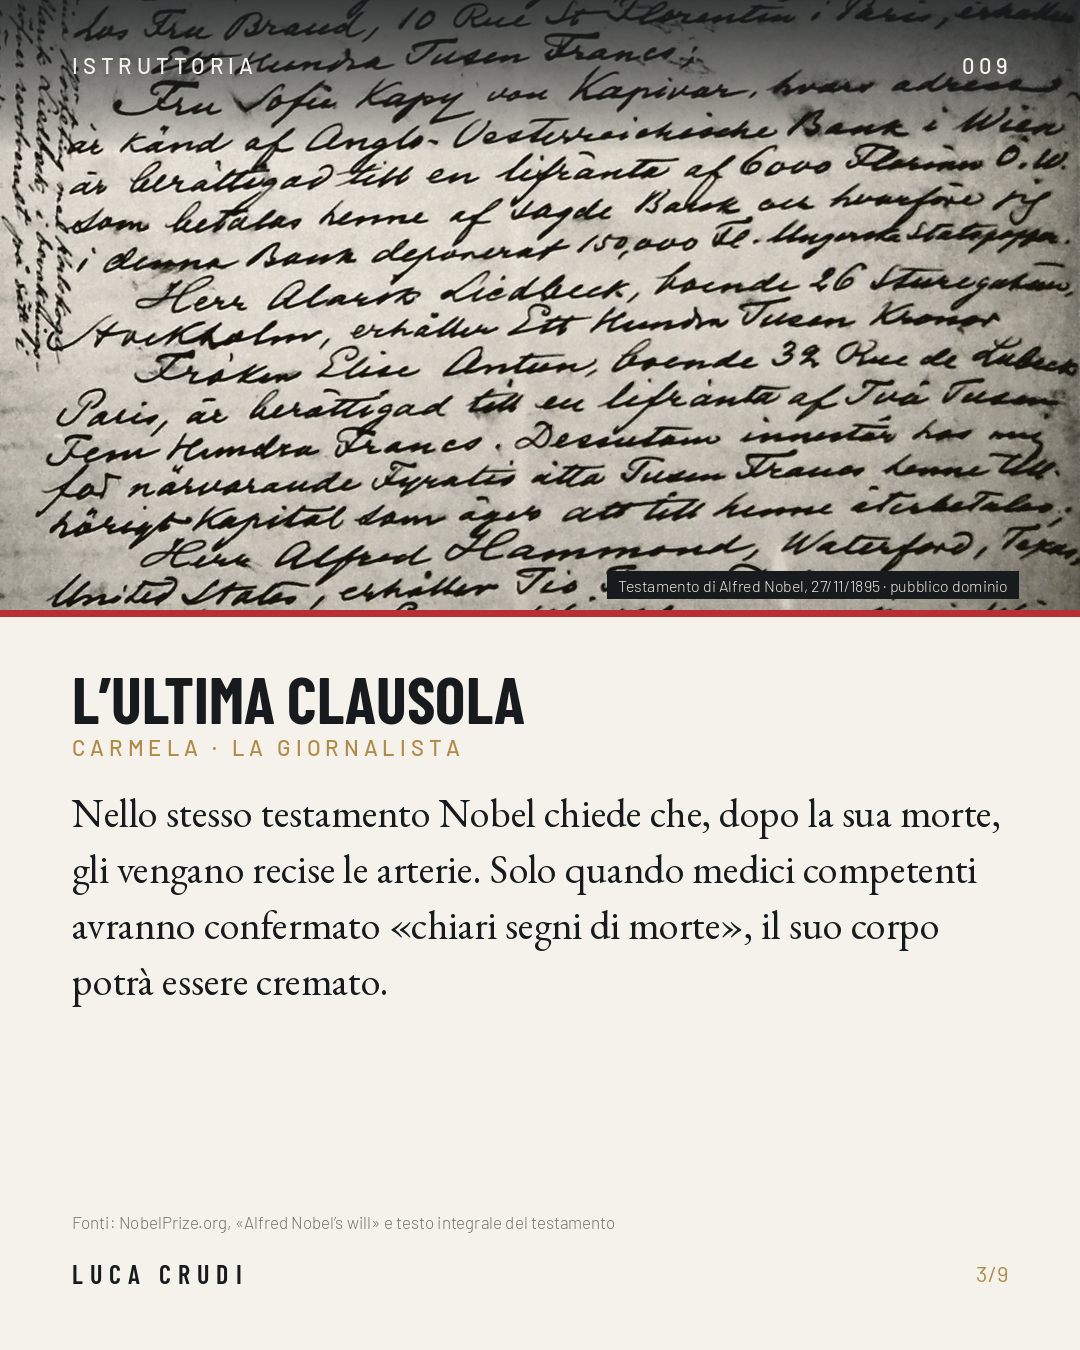 los Fru Braud, 10 Rue St Florentin i Paris, erhåller
ISTRUTTORIA
009
Ett Hundra Tusen Francs;
Fru Sofie Kapy von Kapivar, hvars adress
är känd af Anglo-Oesterreichische Bank i Wien
är berättigad till en lifränta af 6000 Florins Ö.W.
som betalas henne af sagde Bank och hvarföre jag
i denna Bank deponerat 150,000 Fl. Ungerska Statspapper.
Herr Alarik Liedbeck, boende 26 Sturegatan,
Stockholm, erhåller Ett Hundra Tusen Kronor
Fröken Elise Antun, boende 32 Rue de Lubeck
Paris, är berättigad till en lifränta af Två Tusen
Fem Hundra Francs. Dessutom innestår hos mig
för närvarande Fyratio åtta Tusen Francs henne till-
hörigt Kapital som äger att till henne återbetalas;
Herr Alfred Hammond, Waterford, Texas,
United States, erhåller Tio
Testamento di Alfred Nobel, 27/11/1895 · pubblico dominio
L’ULTIMA CLAUSOLA
CARMELA · LA GIORNALISTA
Nello stesso testamento Nobel chiede che, dopo la sua morte,
gli vengano recise le arterie. Solo quando medici competenti
avranno confermato «chiari segni di morte», il suo corpo
potrà essere cremato.
Fonti: NobelPrize.org, «Alfred Nobel’s will» e testo integrale del testamento
LUCA CRUDI
3/9